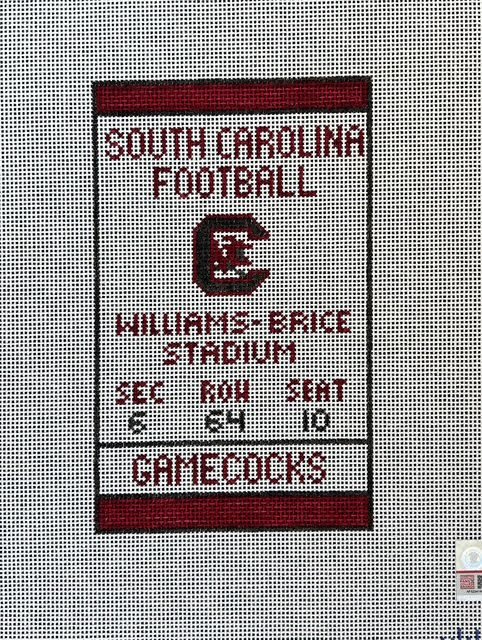 SOUTH CAROLINA
FOOTBALL
WILLIAMS-BRICE
STADIUM
SEC ROW SEAT
6 64 10
GAMECOCKS